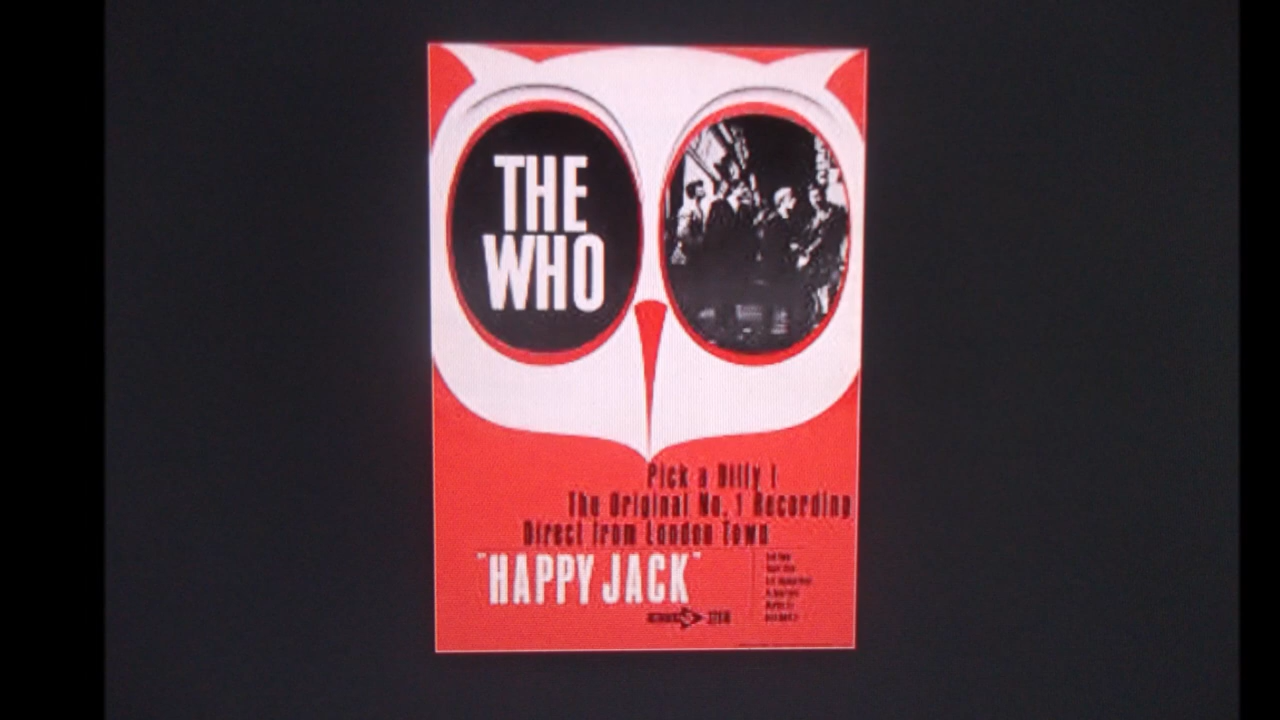 THE
WHO
Pick a Dilly !
The Original No. 1 Recording
Direct from London Town
"HAPPY JACK"